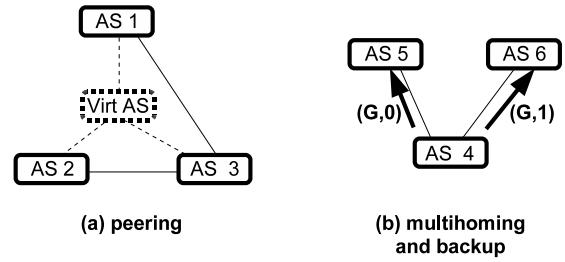 AS 1
Virt AS
AS 2
AS 3
(a) peering
AS 5
AS 6
(G,0)
(G,1)
AS 4
(b) multihoming
and backup